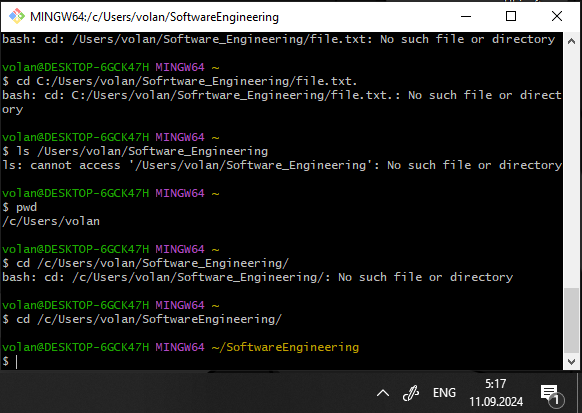 MINGW64:/c/Users/volan/SoftwareEngineering
bash: cd: /Users/volan/Software_Engineering/file.txt: No such file or directory
volan@DESKTOP-6GCK47H MINGW64 ~
$ cd C:/Users/volan/Sofrtware_Engineering/file.txt.
bash: cd: C:/Users/volan/Sofrtware_Engineering/file.txt.: No such file or direct
ory
volan@DESKTOP-6GCK47H MINGW64 ~
$ ls /Users/volan/Software_Engineering
ls: cannot access '/Users/volan/Software_Engineering': No such file or directory
volan@DESKTOP-6GCK47H MINGW64 ~
$ pwd
/c/Users/volan
volan@DESKTOP-6GCK47H MINGW64 ~
$ cd /c/Users/volan/Software_Engineering/
bash: cd: /c/Users/volan/Software_Engineering/: No such file or directory
volan@DESKTOP-6GCK47H MINGW64 ~
$ cd /c/Users/volan/SoftwareEngineering/
volan@DESKTOP-6GCK47H MINGW64 ~/SoftwareEngineering
$
ENG
5:17
11.09.2024
1